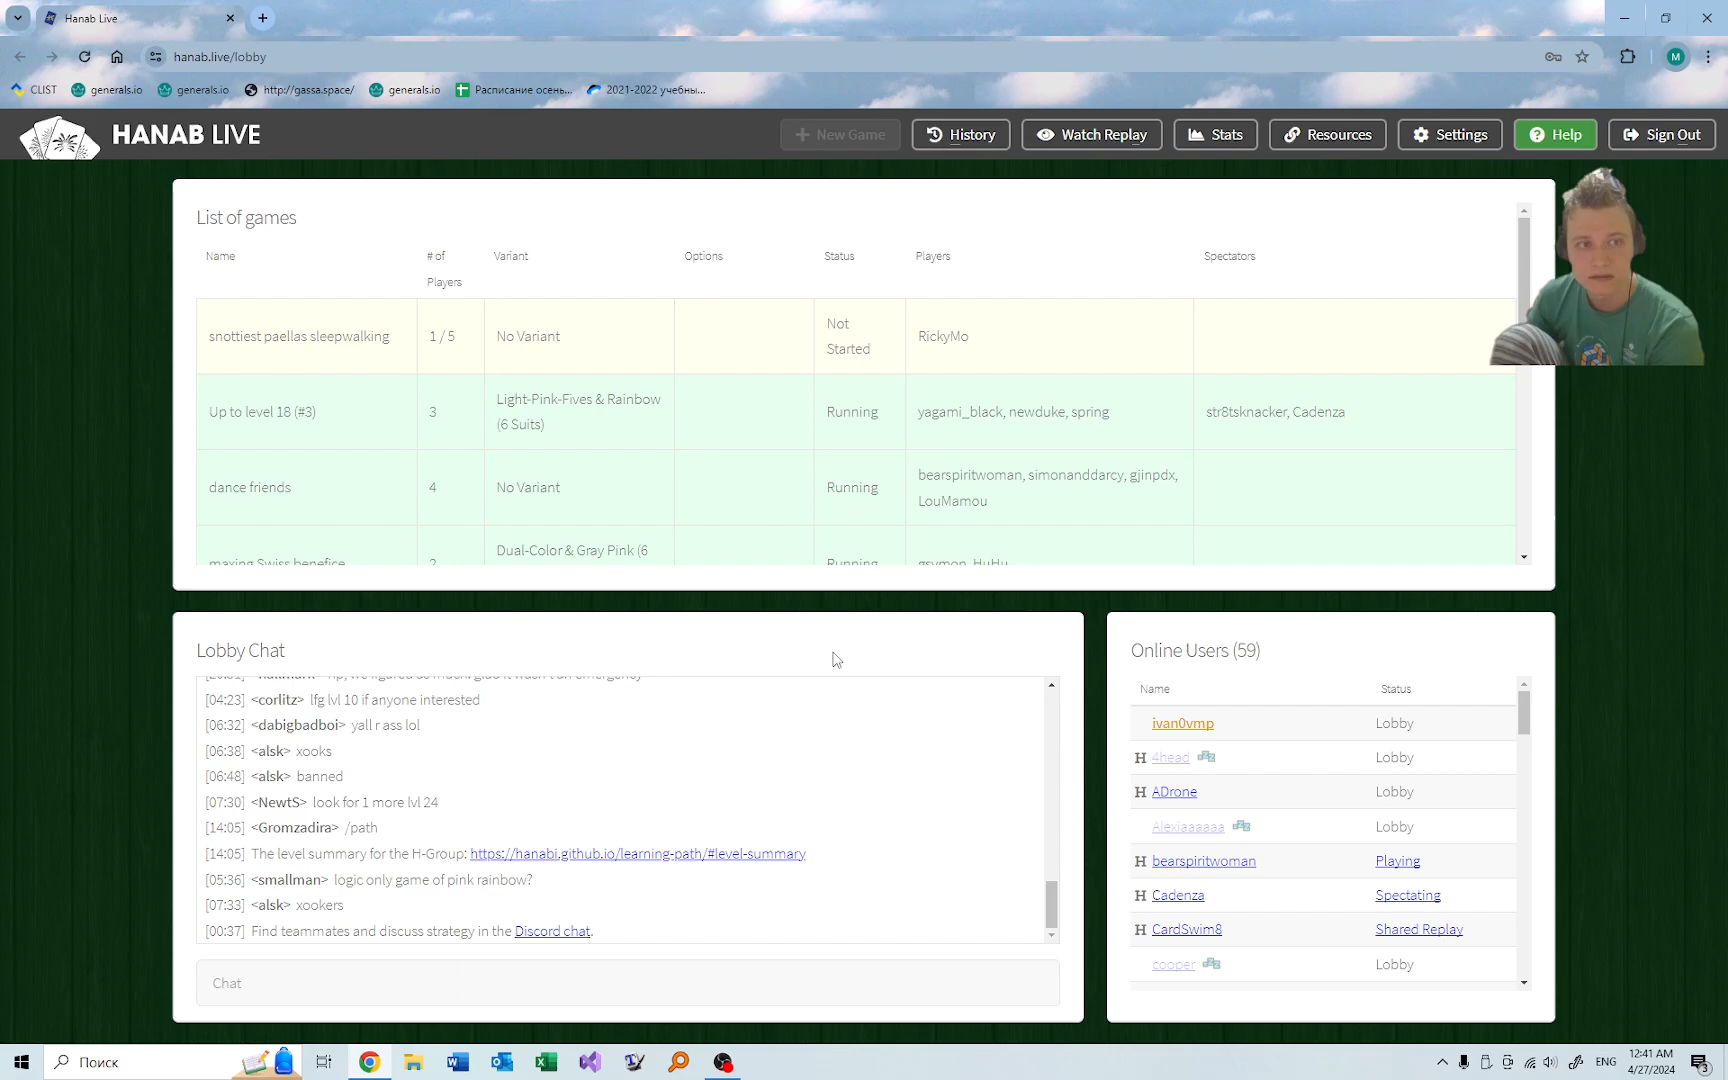 Hanab Live
hanab.live/lobby
M
CLIST
generals.io
generals.io
http://gassa.space/
generals.io
Расписание осень...
2021-2022 учебны...
HANAB LIVE
New Game
History
Watch Replay
Stats
Resources
Settings
Help
Sign Out
List of games
Name # of Players Variant Options Status Players Spectators
snottiest paellas sleepwalking 1 / 5 No Variant Not Started RickyMo
Up to level 18 (#3) 3 Light-Pink-Fives & Rainbow (6 Suits) Running yagami_black, newduke, spring str8tsknacker, Cadenza
dance friends 4 No Variant Running bearspiritwoman, simonanddarcy, gjinpdx, LouMamou
maxing Swiss benefice 2 Dual-Color & Gray Pink (6 Running gsymon, HuHu
Lobby Chat
[04:23] <corlitz> lfg lvl 10 if anyone interested
[06:32] <dabigbadboi> yall r ass lol
[06:38] <alsk> xooks
[06:48] <alsk> banned
[07:30] <NewtS> look for 1 more lvl 24
[14:05] <Gromzadira> /path
[14:05] The level summary for the H-Group: https://hanabi.github.io/learning-path/#level-summary
[05:36] <smallman> logic only game of pink rainbow?
[07:33] <alsk> xookers
[00:37] Find teammates and discuss strategy in the Discord chat.
Chat
Online Users (59)
Name Status
ivan0vmp Lobby
H 4head Lobby
H ADrone Lobby
Alexiaaaaaa Lobby
H bearspiritwoman Playing
H Cadenza Spectating
H CardSwim8 Shared Replay
cooper Lobby
Поиск
ENG
12:41 AM
4/27/2024
3